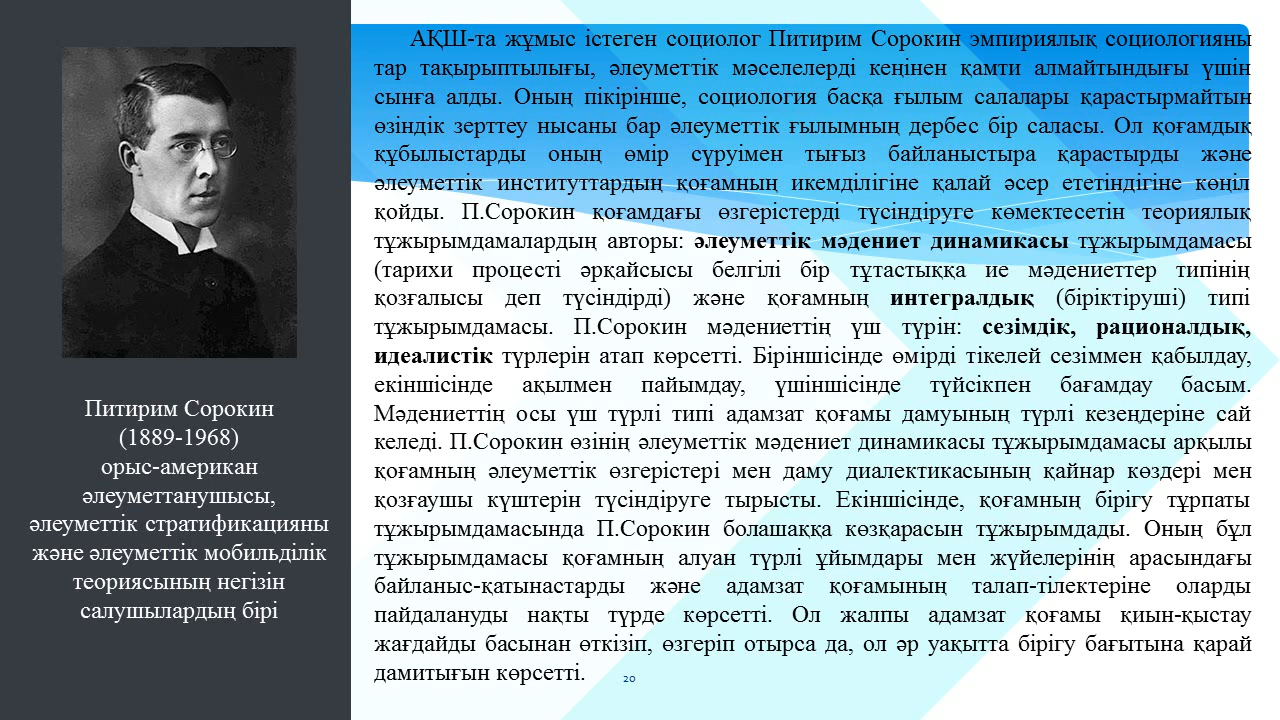 АҚШ-та жұмыс істеген социолог Питирим Сорокин эмпириялық социологияны
тар тақырыптылығы, әлеуметтік мәселелерді кеңінен қамти алмайтындығы үшін
сынға алды. Оның пікірінше, социология басқа ғылым салалары қарастырмайтын
өзіндік зерттеу нысаны бар әлеуметтік ғылымның дербес бір саласы. Ол қоғамдық
құбылыстарды оның өмір сүруімен тығыз байланыстыра қарастырды және
әлеуметтік институттардың қоғамның икемділігіне қалай әсер ететіндігіне көңіл
қойды. П.Сорокин қоғамдағы өзгерістерді түсіндіруге көмектесетін теориялық
тұжырымдамалардың авторы: әлеуметтік мәдениет динамикасы тұжырымдамасы
(тарихи процесті әрқайсысы белгілі бір тұтастыққа ие мәдениеттер типінің
қозғалысы деп түсіндірді) және қоғамның интегралдық (біріктіруші) типі
тұжырымдамасы. П.Сорокин мәдениеттің үш түрін: сезімдік, рационалдық,
идеалистік түрлерін атап көрсетті. Біріншісінде өмірді тікелей сезіммен қабылдау,
екіншісінде ақылмен пайымдау, үшіншісінде түйсікпен бағамдау басым.
Мәдениеттің осы үш түрлі типі адамзат қоғамы дамуының түрлі кезеңдеріне сай
келеді. П.Сорокин өзінің әлеуметтік мәдениет динамикасы тұжырымдамасы арқылы
қоғамның әлеуметтік өзгерістері мен даму диалектикасының қайнар көздері мен
қозғаушы күштерін түсіндіруге тырысты. Екіншісінде, қоғамның бірігу тұрпаты
тұжырымдамасында П.Сорокин болашаққа көзқарасын тұжырымдады. Оның бұл
тұжырымдамасы қоғамның алуан түрлі ұйымдары мен жүйелерінің арасындағы
байланыс-қатынастарды және адамзат қоғамының талап-тілектеріне оларды
пайдалануды нақты түрде көрсетті. Ол жалпы адамзат қоғамы қиын-қыстау
жағдайды басынан өткізіп, өзгеріп отырса да, ол әр уақытта бірігу бағытына қарай
дамитығын көрсетті.
Питирим Сорокин
(1889-1968)
орыс-американ
әлеуметтанушысы,
әлеуметтік стратификацияны
және әлеуметтік мобильділік
теориясының негізін
салушылардың бірі
20